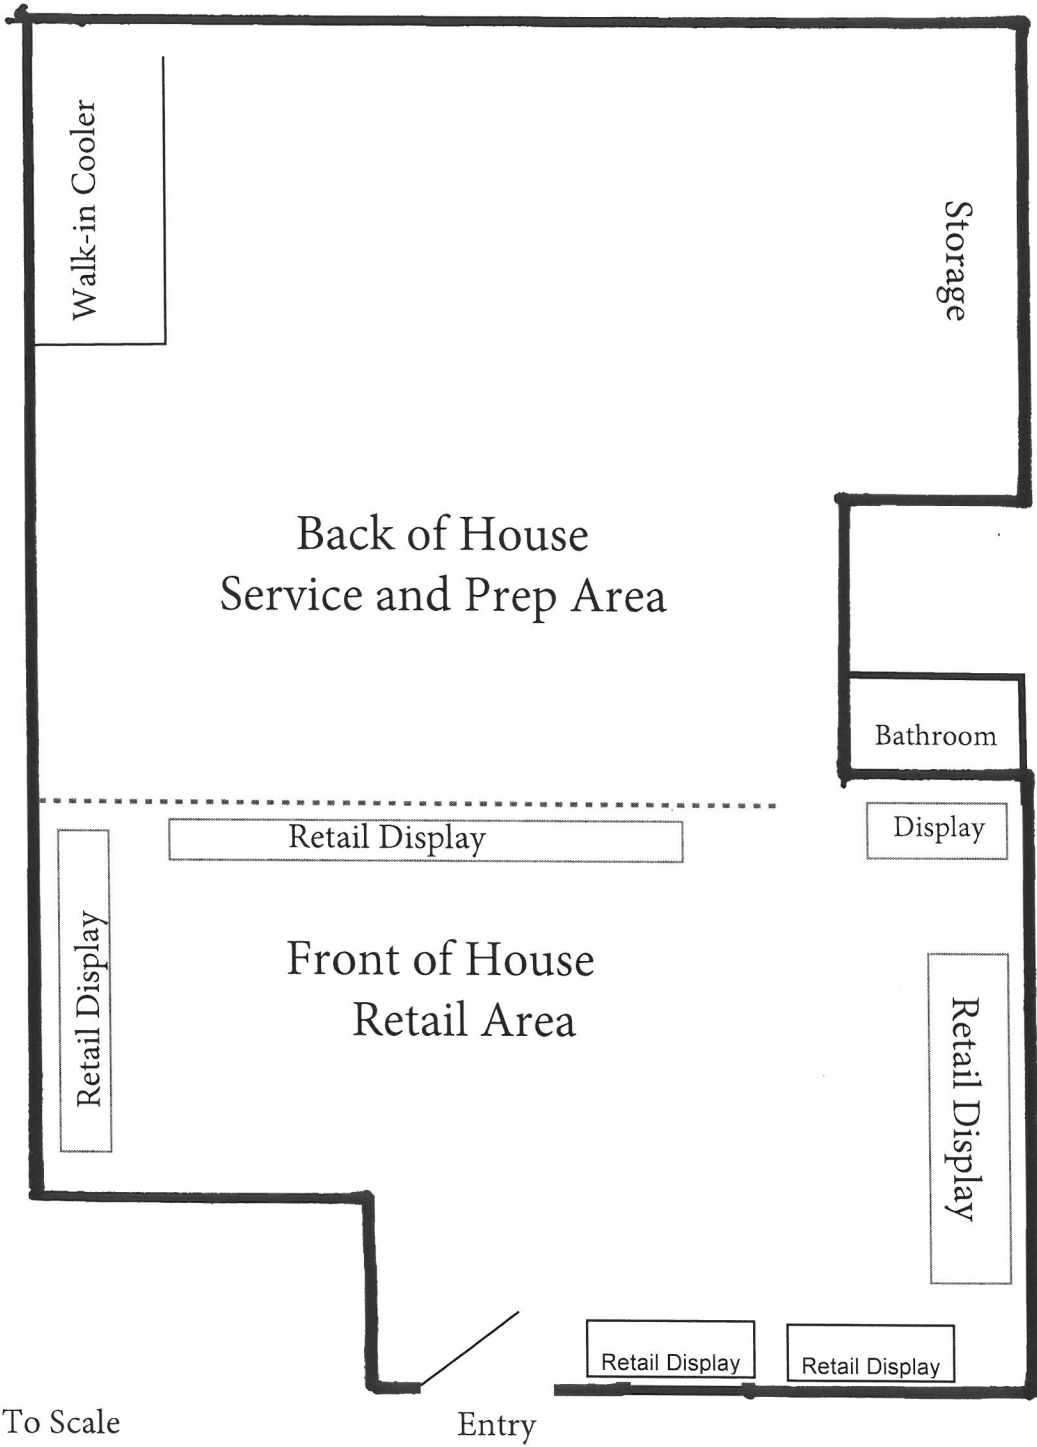 Walk-in Cooler
Storage
Back of House
Service and Prep Area
Bathroom
Retail Display
Display
Retail Display
Front of House
Retail Area
Retail Display
Retail Display
Retail Display
To Scale
Entry